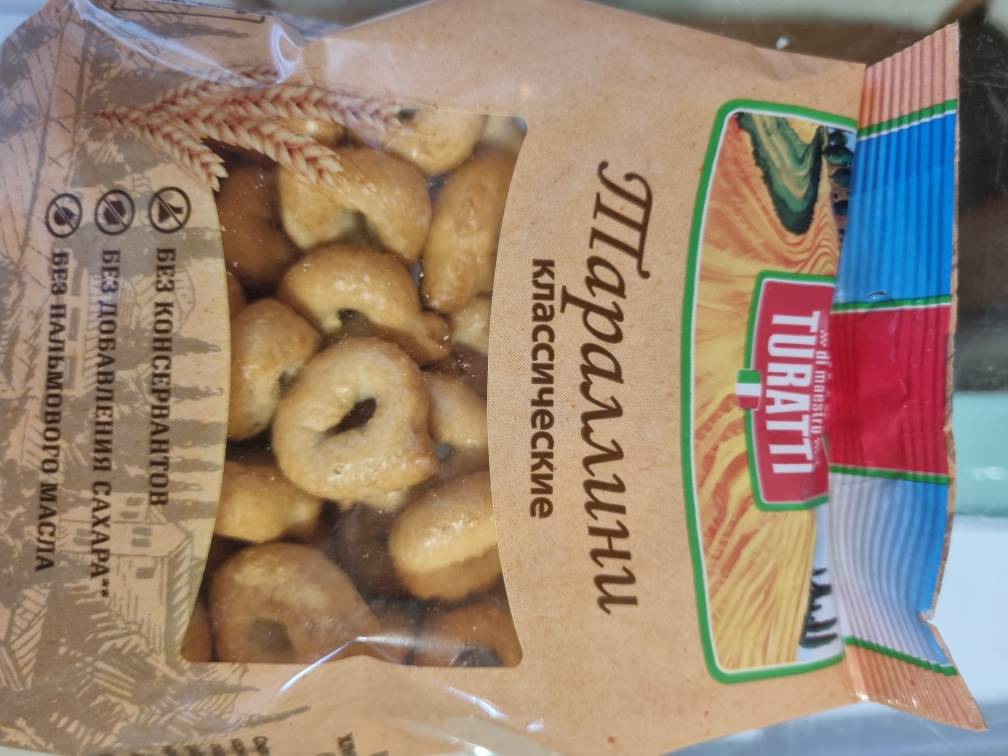 di maestro
TURATTI
Тараллини
классические
БЕЗ КОНСЕРВАНТОВ
БЕЗ ДОБАВЛЕНИЯ САХАРА**
БЕЗ ПАЛЬМОВОГО МАСЛА